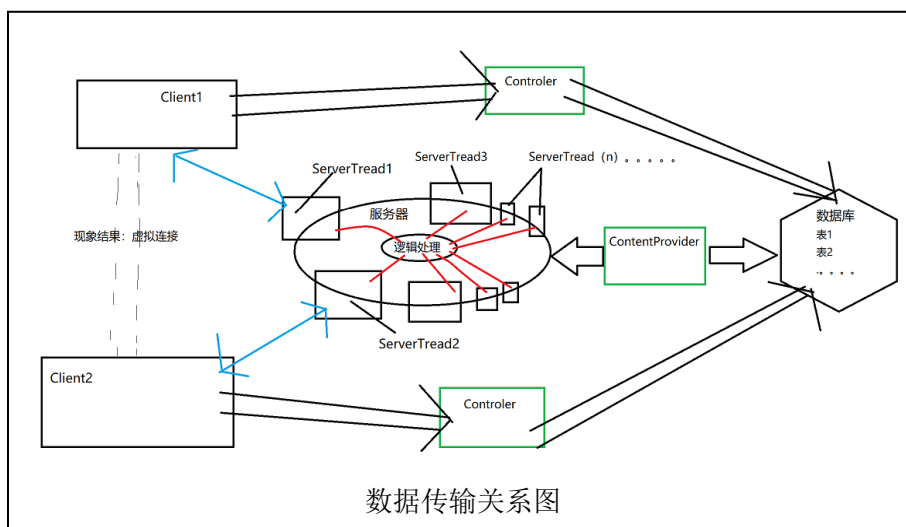 Controler
Client1
ServerTread1
ServerTread3
ServerTread（n）。。。。。
服务器
逻辑处理
现象结果：虚拟连接
ContentProvider
数据库
表1
表2
.。。。。
ServerTread2
Client2
Controler
数据传输关系图